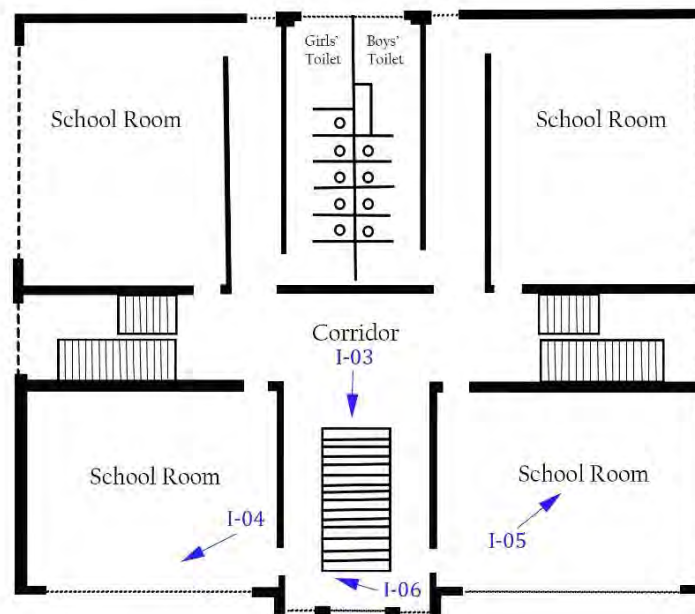 Girls'
Toilet
Boys'
Toilet
School Room
School Room
Corridor
I-03
School Room
School Room
I-04
I-05
I-06